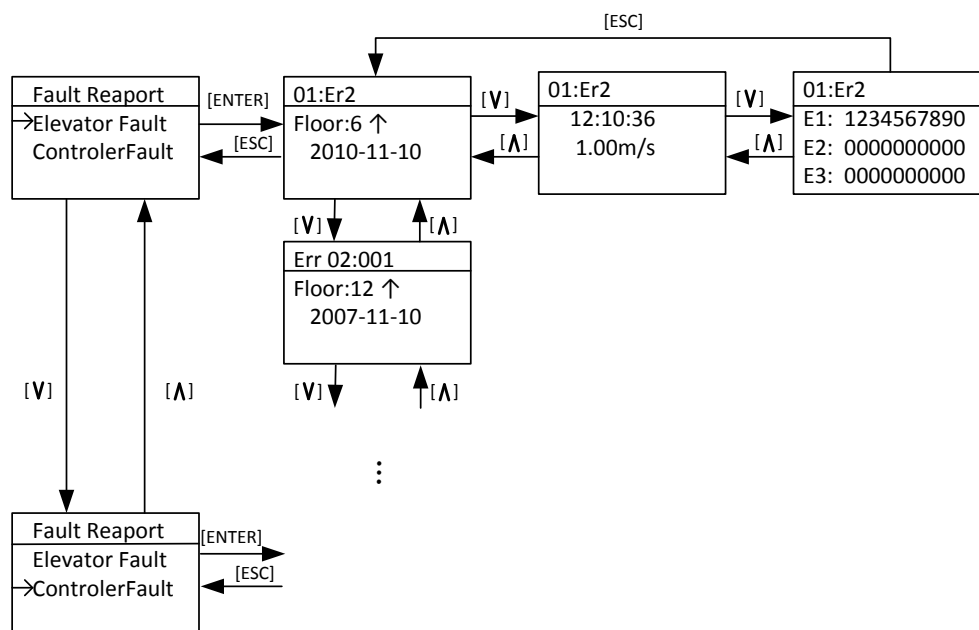 [ESC]
Fault Reaport
→Elevator Fault
ControlerFault
[ENTER]
[ESC]
01:Er2
Floor:6 ↑
2010-11-10
[∨]
[∧]
01:Er2
12:10:36
1.00m/s
[∨]
[∧]
01:Er2
E1: 1234567890
E2: 0000000000
E3: 0000000000
[∨]
[∧]
Err 02:001
Floor:12 ↑
2007-11-10
[∨]
[∧]
[∨]
[∧]
⋮
Fault Reaport
Elevator Fault
→ControlerFault
[ENTER]
[ESC]